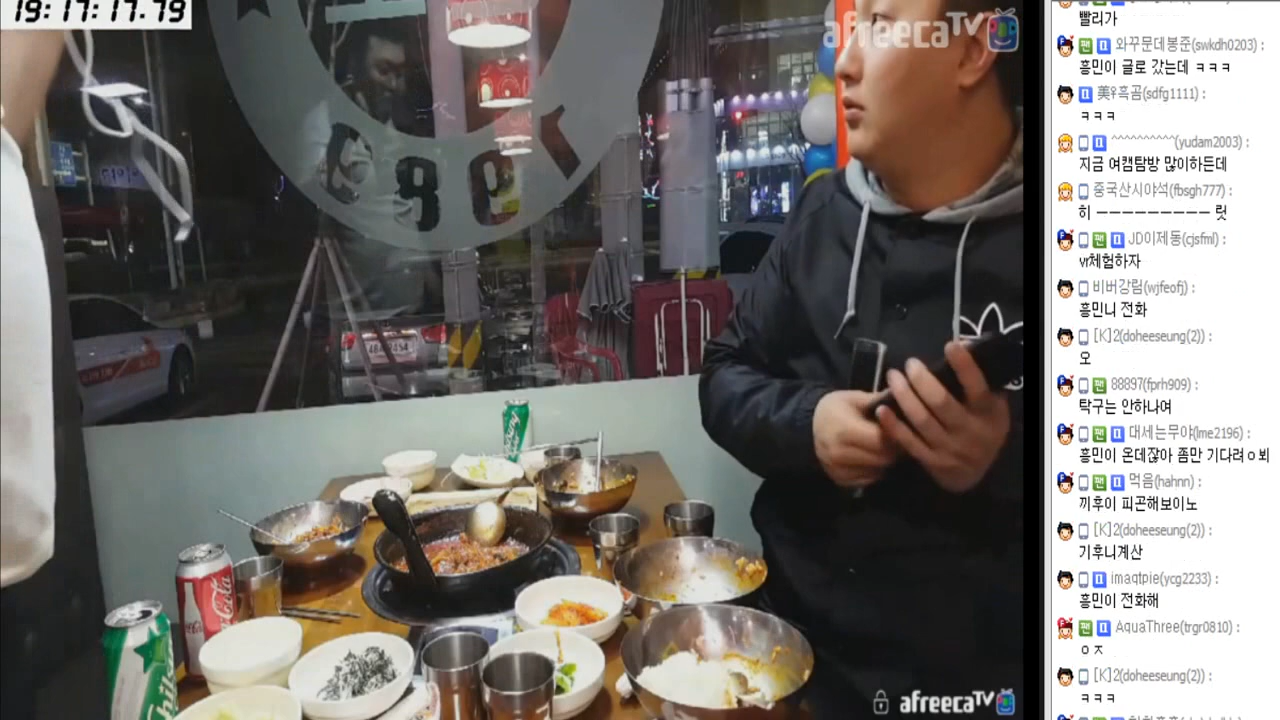 19:17:17.79
afreecaTV
Coca-Cola
afreecaTV
빨리가
와꾸문데봉준(swkdh0203) :
흥민이 글로 갔는데 ㅋㅋㅋ
美♀흑곰(sdfg1111) :
ㅋㅋㅋ
^^^^^^^^^^(yudam2003) :
지금 여캠탐방 많이하든데
중국산시야석(fbsgh777) :
히 ㅡㅡㅡㅡㅡㅡㅡㅡㅡ 럿
JD이제동(cjsfml) :
vr체험하자
비버강림(wjfeofj) :
흥민니 전화
[K]2(doheeseung(2)) :
오
88897(fprh909) :
탁구는 안하나여
대세는무야(lme2196) :
흥민이 온데잖아 좀만 기다려ㅇ뵈
먹음(hahnn) :
끼후이 피곤해보이노
[K]2(doheeseung(2)) :
기후니계산
imaqtpie(ycg2233) :
흥민이 전화해
AquaThree(trgr0810) :
ㅇㅈ
[K]2(doheeseung(2)) :
ㅋㅋㅋ